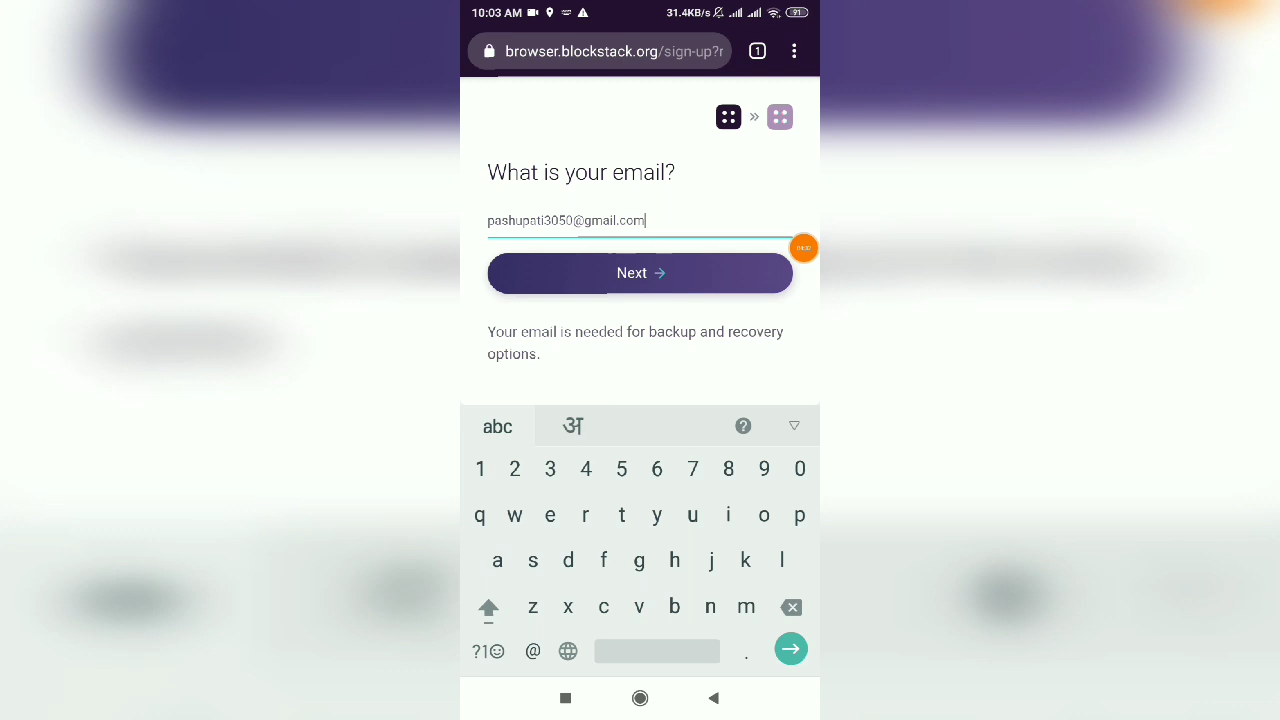 10:03 AM 31.4KB/s 91
browser.blockstack.org/sign-up?r
1
What is your email?
pashupati3050@gmail.com
Next
Your email is needed for backup and recovery
options.
abc अ ?
1 2 3 4 5 6 7 8 9 0
q w e r t y u i o p
a s d f g h j k l
z x c v b n m
?1 @ .